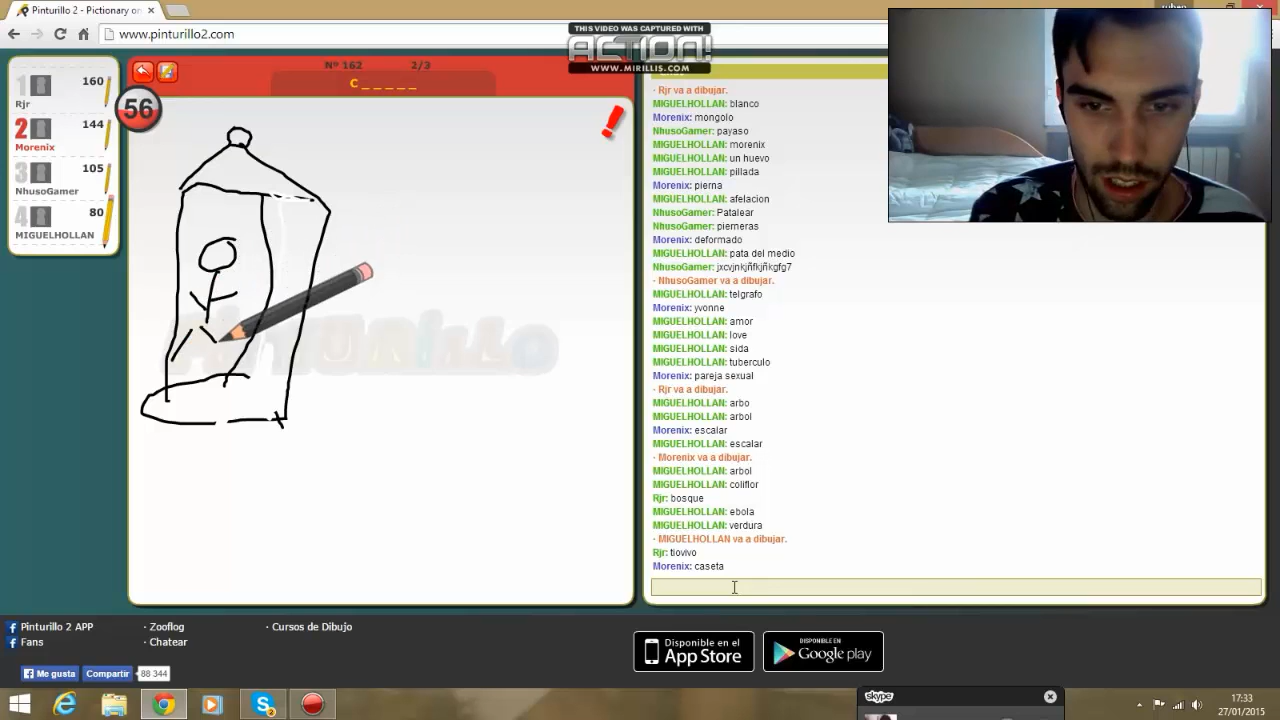 Pinturillo 2 - Pictionary on
www.pinturillo2.com
THIS VIDEO WAS CAPTURED WITH
ACTION!
WWW.MIRILLIS.COM
1 160
Rjr
2 144
Morenix
3 105
NhusoGamer
4 80
MIGUELHOLLAN
56
Nº 162 2/3
C _ _ _ _ _
!
· Rjr va a dibujar.
MIGUELHOLLAN: blanco
Morenix: mongolo
NhusoGamer: payaso
MIGUELHOLLAN: morenix
MIGUELHOLLAN: un huevo
MIGUELHOLLAN: pillada
Morenix: pierna
MIGUELHOLLAN: afelacion
NhusoGamer: Patalear
NhusoGamer: pierneras
Morenix: deformado
MIGUELHOLLAN: pata del medio
NhusoGamer: jxcvjnkjñfkjñkgfg7
· NhusoGamer va a dibujar.
MIGUELHOLLAN: telgrafo
Morenix: yvonne
MIGUELHOLLAN: amor
MIGUELHOLLAN: love
MIGUELHOLLAN: sida
MIGUELHOLLAN: tuberculo
Morenix: pareja sexual
· Rjr va a dibujar.
MIGUELHOLLAN: arbo
MIGUELHOLLAN: arbol
Morenix: escalar
MIGUELHOLLAN: escalar
· Morenix va a dibujar.
MIGUELHOLLAN: arbol
MIGUELHOLLAN: coliflor
Rjr: bosque
MIGUELHOLLAN: ebola
MIGUELHOLLAN: verdura
· MIGUELHOLLAN va a dibujar.
Rjr: tiovivo
Morenix: caseta
Pinturillo 2 APP
· Zooflog
· Cursos de Dibujo
Fans
· Chatear
Me gusta
Compartir
88 344
Disponible en el
App Store
DISPONIBLE EN
Google play
skype
2
17:33
27/01/2015